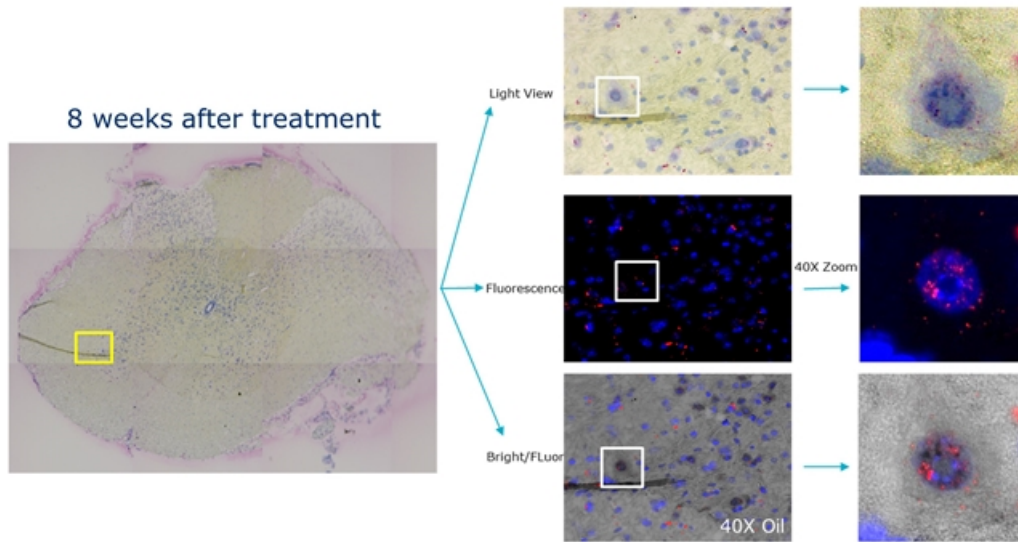 8 weeks after treatment
Light View
Fluorescence
40X Zoom
Bright/FLuor
40X Oil